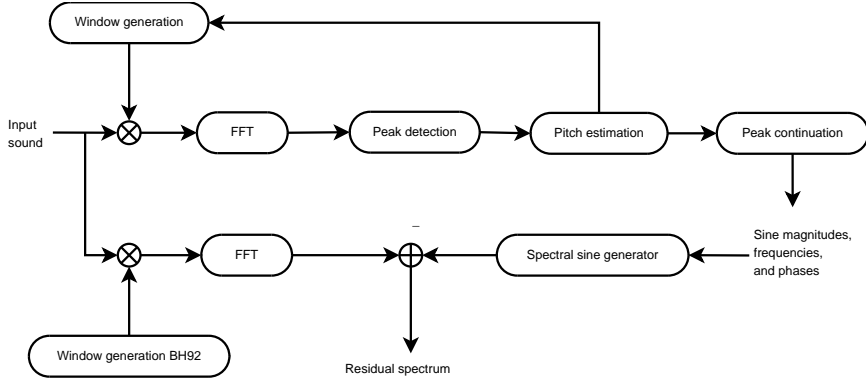 Window generation
Input
sound
FFT
Peak detection
Pitch estimation
Peak continuation
Sine magnitudes,
frequencies,
and phases
FFT
–
Spectral sine generator
Window generation BH92
Residual spectrum